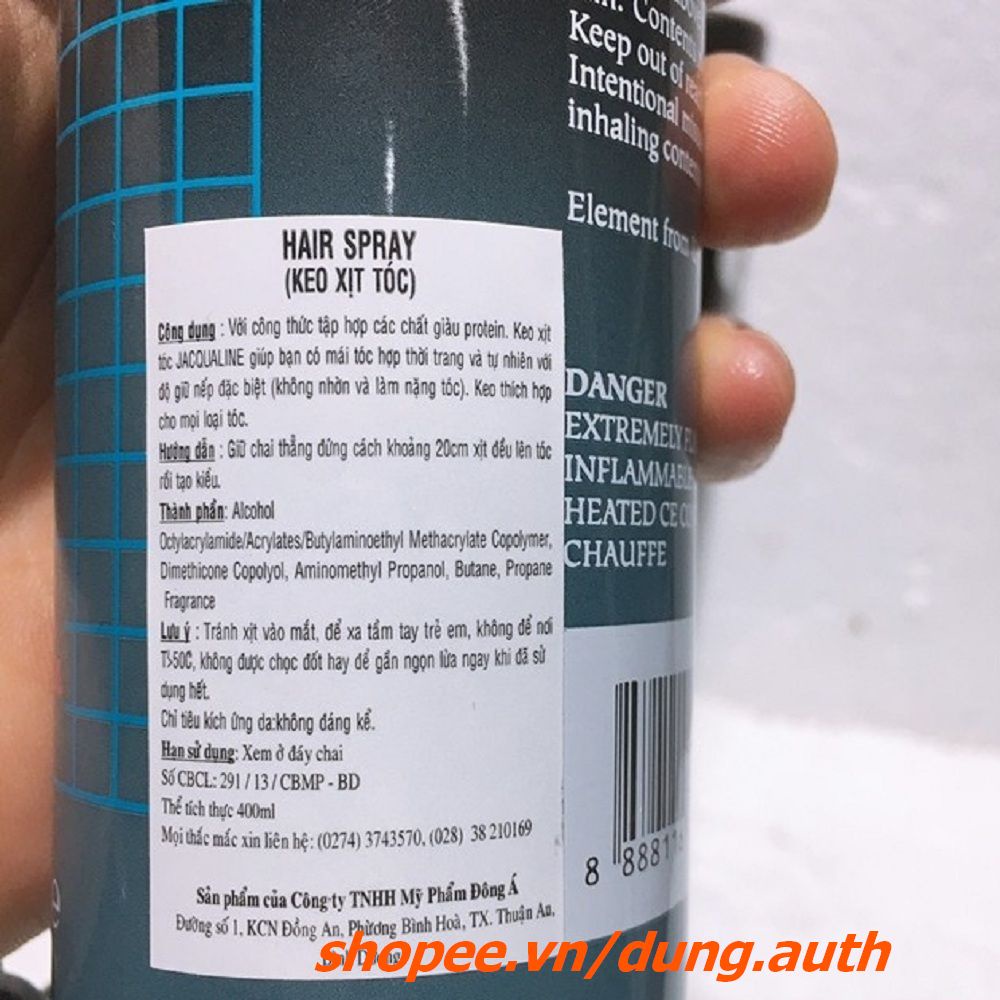 Contents
Keep out of
Intentional
inhaling
Element from
HAIR SPRAY
(KEO XỊT TÓC)
Công dụng : Với công thức tập hợp các chất giàu protein. Keo xịt
tóc JACQUALINE giúp bạn có mái tóc hợp thời trang và tự nhiên với
độ giữ nếp đặc biệt (không nhờn và làm nặng tóc). Keo thích hợp
cho mọi loại tóc.
Hướng dẫn : Giữ chai thẳng đứng cách khoảng 20cm xịt đều lên tóc
rồi tạo kiểu.
Thành phần: Alcohol
Octylacrylamide/Acrylates/Butylaminoethyl Methacrylate Copolymer,
Dimethicone Copolyol, Aminomethyl Propanol, Butane, Propane
Fragrance
Lưu ý : Tránh xịt vào mắt, để xa tầm tay trẻ em, không để nơi
T>50C, không được chọc đốt hay để gần ngọn lửa ngay khi đã sử
dụng hết.
Chỉ tiêu kích ứng da:không đáng kể.
Hạn sử dụng: Xem ở đáy chai
Số CBCL: 291 / 13 / CBMP - BD
Thể tích thực 400ml
Mọi thắc mắc xin liên hệ: (0274) 3743570, (028) 38 210169
Sản phẩm của Công ty TNHH Mỹ Phẩm Đông Á
Đường số 1, KCN Đồng An, Phường Bình Hoà, TX. Thuận An,
DANGER
EXTREMELY
HEATED CE
CHAUFFE
8 88811
shopee.vn/dung.auth